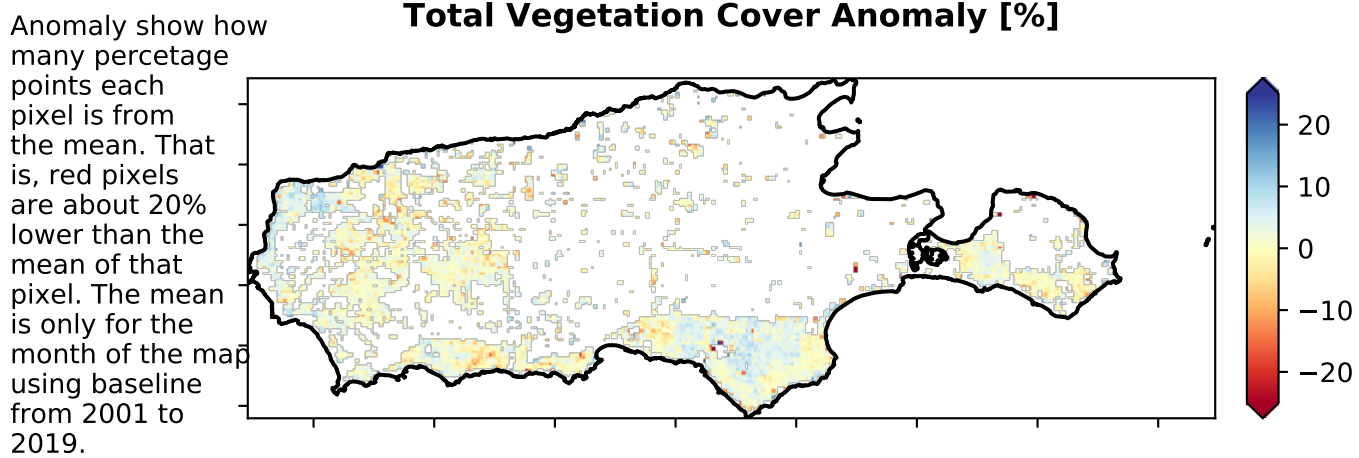 Total Vegetation Cover Anomaly [%]
Anomaly show how
many percetage
points each
pixel is from
the mean. That
is, red pixels
are about 20%
lower than the
mean of that
pixel. The mean
is only for the
month of the map
using baseline
from 2001 to
2019.
20
10
0
−10
−20